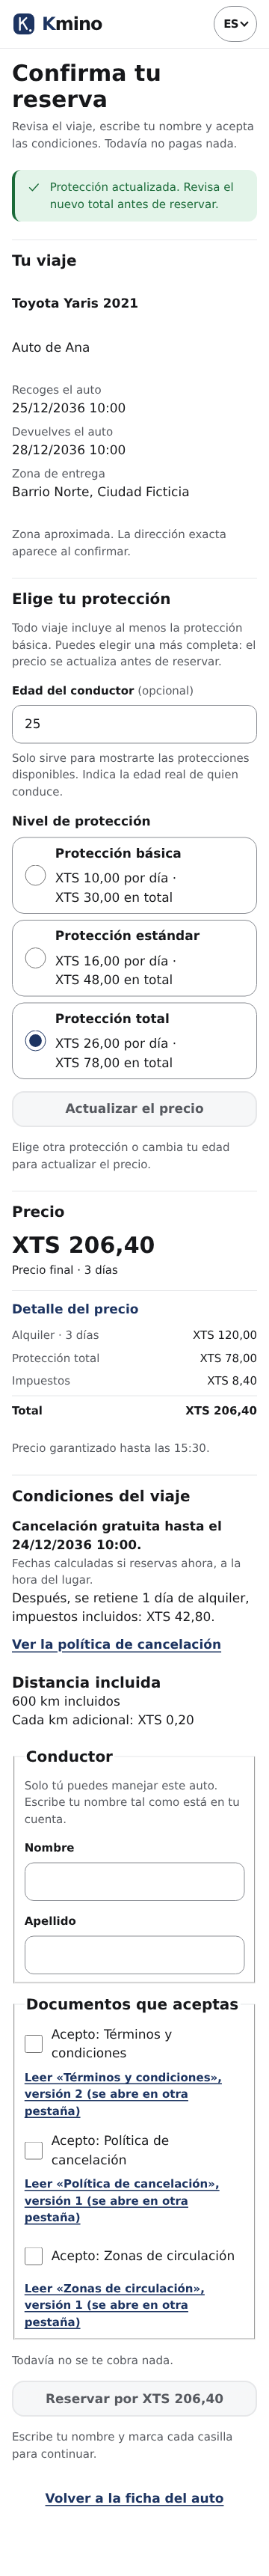 Kmino
ES
Confirma tu
reserva
Revisa el viaje, escribe tu nombre y acepta
las condiciones. Todavía no pagas nada.
Protección actualizada. Revisa el
nuevo total antes de reservar.
Tu viaje
Toyota Yaris 2021
Auto de Ana
Recoges el auto
25/12/2036 10:00
Devuelves el auto
28/12/2036 10:00
Zona de entrega
Barrio Norte, Ciudad Ficticia
Zona aproximada. La dirección exacta
aparece al confirmar.
Elige tu protección
Todo viaje incluye al menos la protección
básica. Puedes elegir una más completa: el
precio se actualiza antes de reservar.
Edad del conductor (opcional)
25
Solo sirve para mostrarte las protecciones
disponibles. Indica la edad real de quien
conduce.
Nivel de protección
Protección básica
XTS 10,00 por día ·
XTS 30,00 en total
Protección estándar
XTS 16,00 por día ·
XTS 48,00 en total
Protección total
XTS 26,00 por día ·
XTS 78,00 en total
Actualizar el precio
Elige otra protección o cambia tu edad
para actualizar el precio.
Precio
XTS 206,40
Precio final · 3 días
Detalle del precio
Alquiler · 3 días XTS 120,00
Protección total XTS 78,00
Impuestos XTS 8,40
Total XTS 206,40
Precio garantizado hasta las 15:30.
Condiciones del viaje
Cancelación gratuita hasta el
24/12/2036 10:00.
Fechas calculadas si reservas ahora, a la
hora del lugar.
Después, se retiene 1 día de alquiler,
impuestos incluidos: XTS 42,80.
Ver la política de cancelación
Distancia incluida
600 km incluidos
Cada km adicional: XTS 0,20
Conductor
Solo tú puedes manejar este auto.
Escribe tu nombre tal como está en tu
cuenta.
Nombre
Apellido
Documentos que aceptas
Acepto: Términos y
condiciones
Leer «Términos y condiciones»,
versión 2 (se abre en otra
pestaña)
Acepto: Política de
cancelación
Leer «Política de cancelación»,
versión 1 (se abre en otra
pestaña)
Acepto: Zonas de circulación
Leer «Zonas de circulación»,
versión 1 (se abre en otra
pestaña)
Todavía no se te cobra nada.
Reservar por XTS 206,40
Escribe tu nombre y marca cada casilla
para continuar.
Volver a la ficha del auto